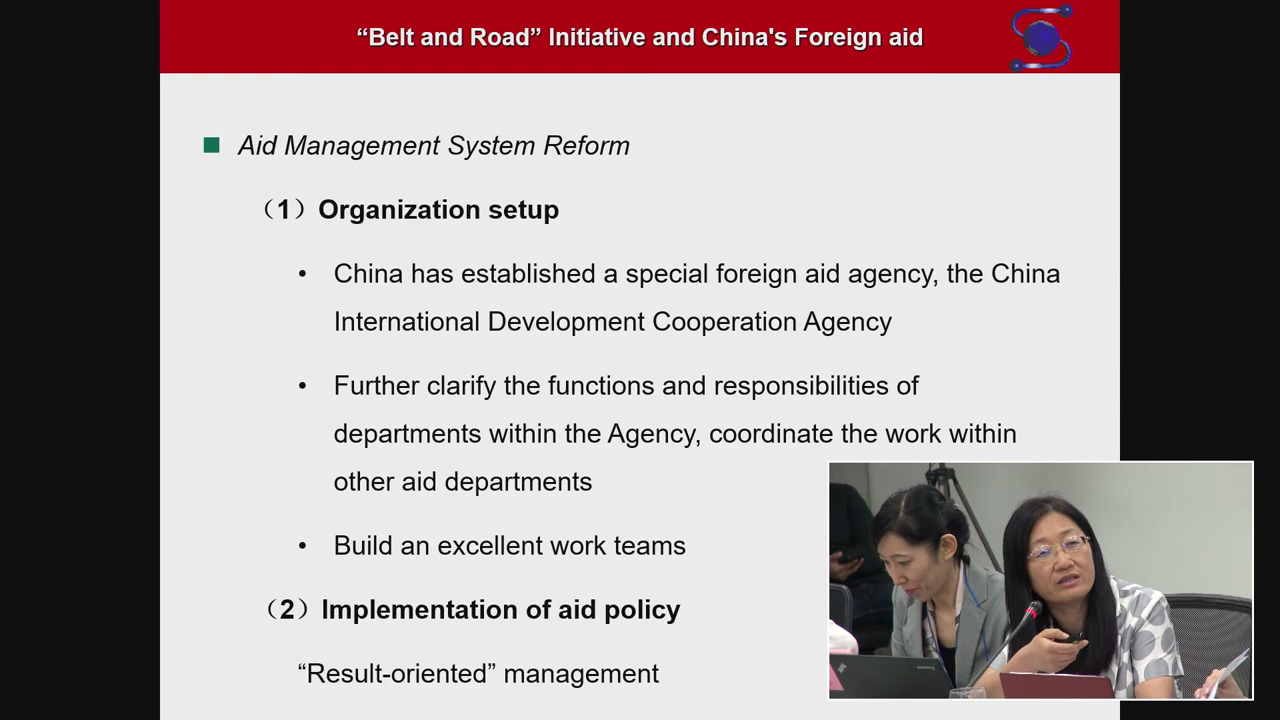 “Belt and Road” Initiative and China's Foreign aid
Aid Management System Reform
（1）Organization setup
• China has established a special foreign aid agency, the China
International Development Cooperation Agency
• Further clarify the functions and responsibilities of
departments within the Agency, coordinate the work within
other aid departments
• Build an excellent work teams
（2）Implementation of aid policy
“Result-oriented” management